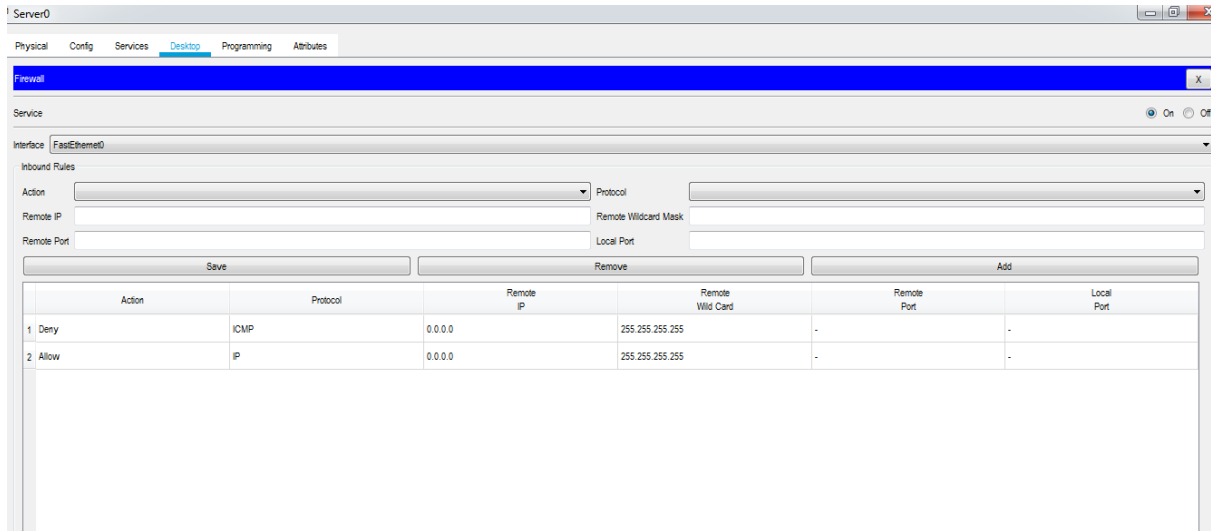 Server0
Physical Config Services Desktop Programming Attributes
Firewall X
Service On Off
Interface FastEthernet0
Inbound Rules
Action Protocol
Remote IP Remote Wildcard Mask
Remote Port Local Port
Save Remove Add
Action Protocol Remote IP Remote Wild Card Remote Port Local Port
1 Deny ICMP 0.0.0.0 255.255.255.255 - -
2 Allow IP 0.0.0.0 255.255.255.255 - -